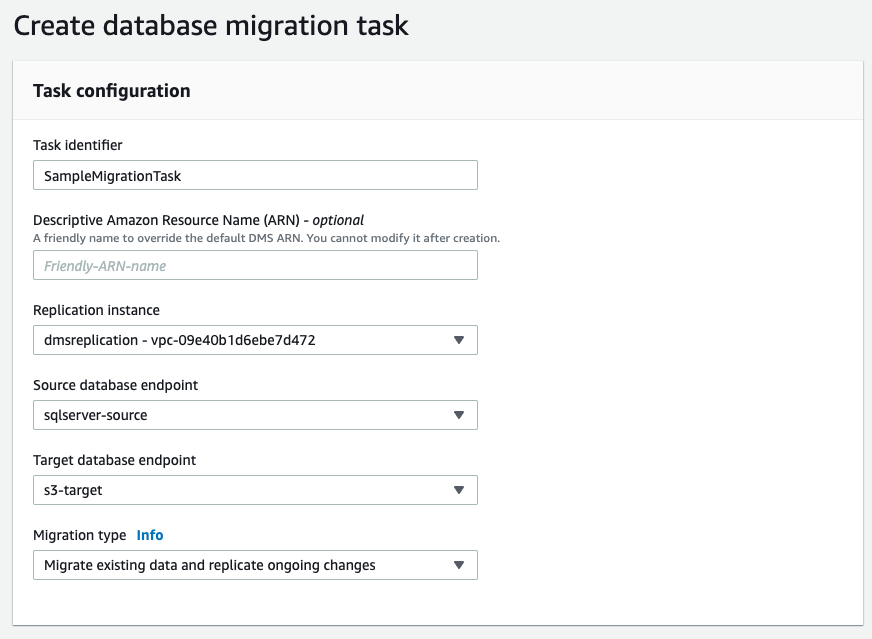 Create database migration task
Task configuration
Task identifier
SampleMigrationTask
Descriptive Amazon Resource Name (ARN) - optional
A friendly name to override the default DMS ARN. You cannot modify it after creation.
Friendly-ARN-name
Replication instance
dmsreplication - vpc-09e40b1d6ebe7d472
Source database endpoint
sqlserver-source
Target database endpoint
s3-target
Migration type Info
Migrate existing data and replicate ongoing changes